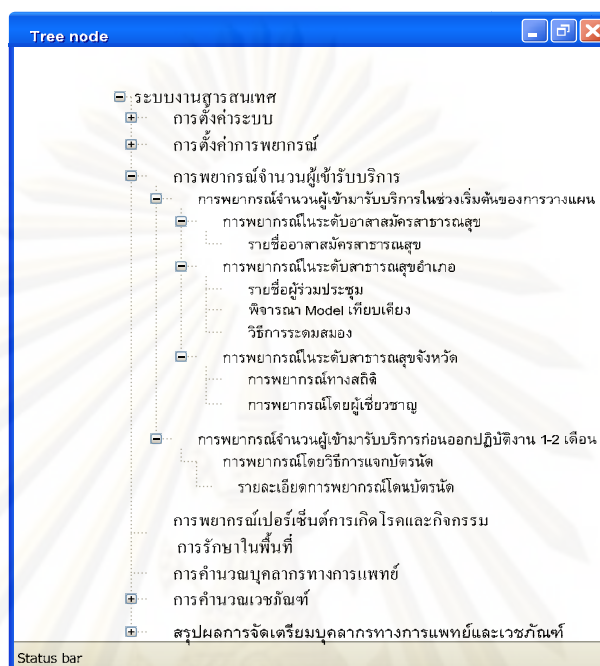 Tree node
ระบบงานสารสนเทศ
การตั้งค่าระบบ
การตั้งค่าการพยากรณ์
การพยากรณ์จำนวนผู้เข้ารับบริการ
การพยากรณ์จำนวนผู้เข้ามารับบริการในช่วงเริ่มต้นของการวางแผน
การพยากรณ์ในระดับอาสาสมัครสาธารณสุข
รายชื่ออาสาสมัครสาธารณสุข
การพยากรณ์ในระดับสาธารณสุขอำเภอ
รายชื่อผู้ร่วมประชุม
พิจารณา Model เทียบเคียง
วิธีการระดมสมอง
การพยากรณ์ในระดับสาธารณสุขจังหวัด
การพยากรณ์ทางสถิติ
การพยากรณ์โดยผู้เชี่ยวชาญ
การพยากรณ์จำนวนผู้เข้ามารับบริการก่อนออกปฏิบัติงาน 1-2 เดือน
การพยากรณ์โดยวิธีการแจกบัตรนัด
รายละเอียดการพยากรณ์โดนบัตรนัด
การพยากรณ์เปอร์เซ็นต์การเกิดโรคและกิจกรรม
การรักษาในพื้นที่
การคำนวณบุคลากรทางการแพทย์
การคำนวณเวชภัณฑ์
สรุปผลการจัดเตรียมบุคลากรทางการแพทย์และเวชภัณฑ์
Status bar